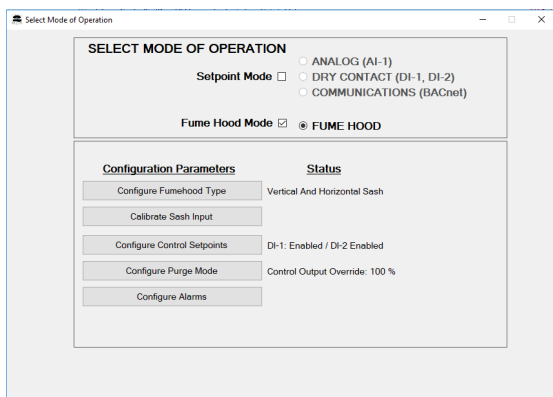 Select Mode of Operation
SELECT MODE OF OPERATION
ANALOG (AI-1)
Setpoint Mode
DRY CONTACT (DI-1, DI-2)
COMMUNICATIONS (BACnet)
Fume Hood Mode
FUME HOOD
Configuration Parameters
Status
Configure Fumehood Type
Vertical And Horizontal Sash
Calibrate Sash Input
Configure Control Setpoints
DI-1: Enabled / DI-2 Enabled
Configure Purge Mode
Control Output Override: 100 %
Configure Alarms